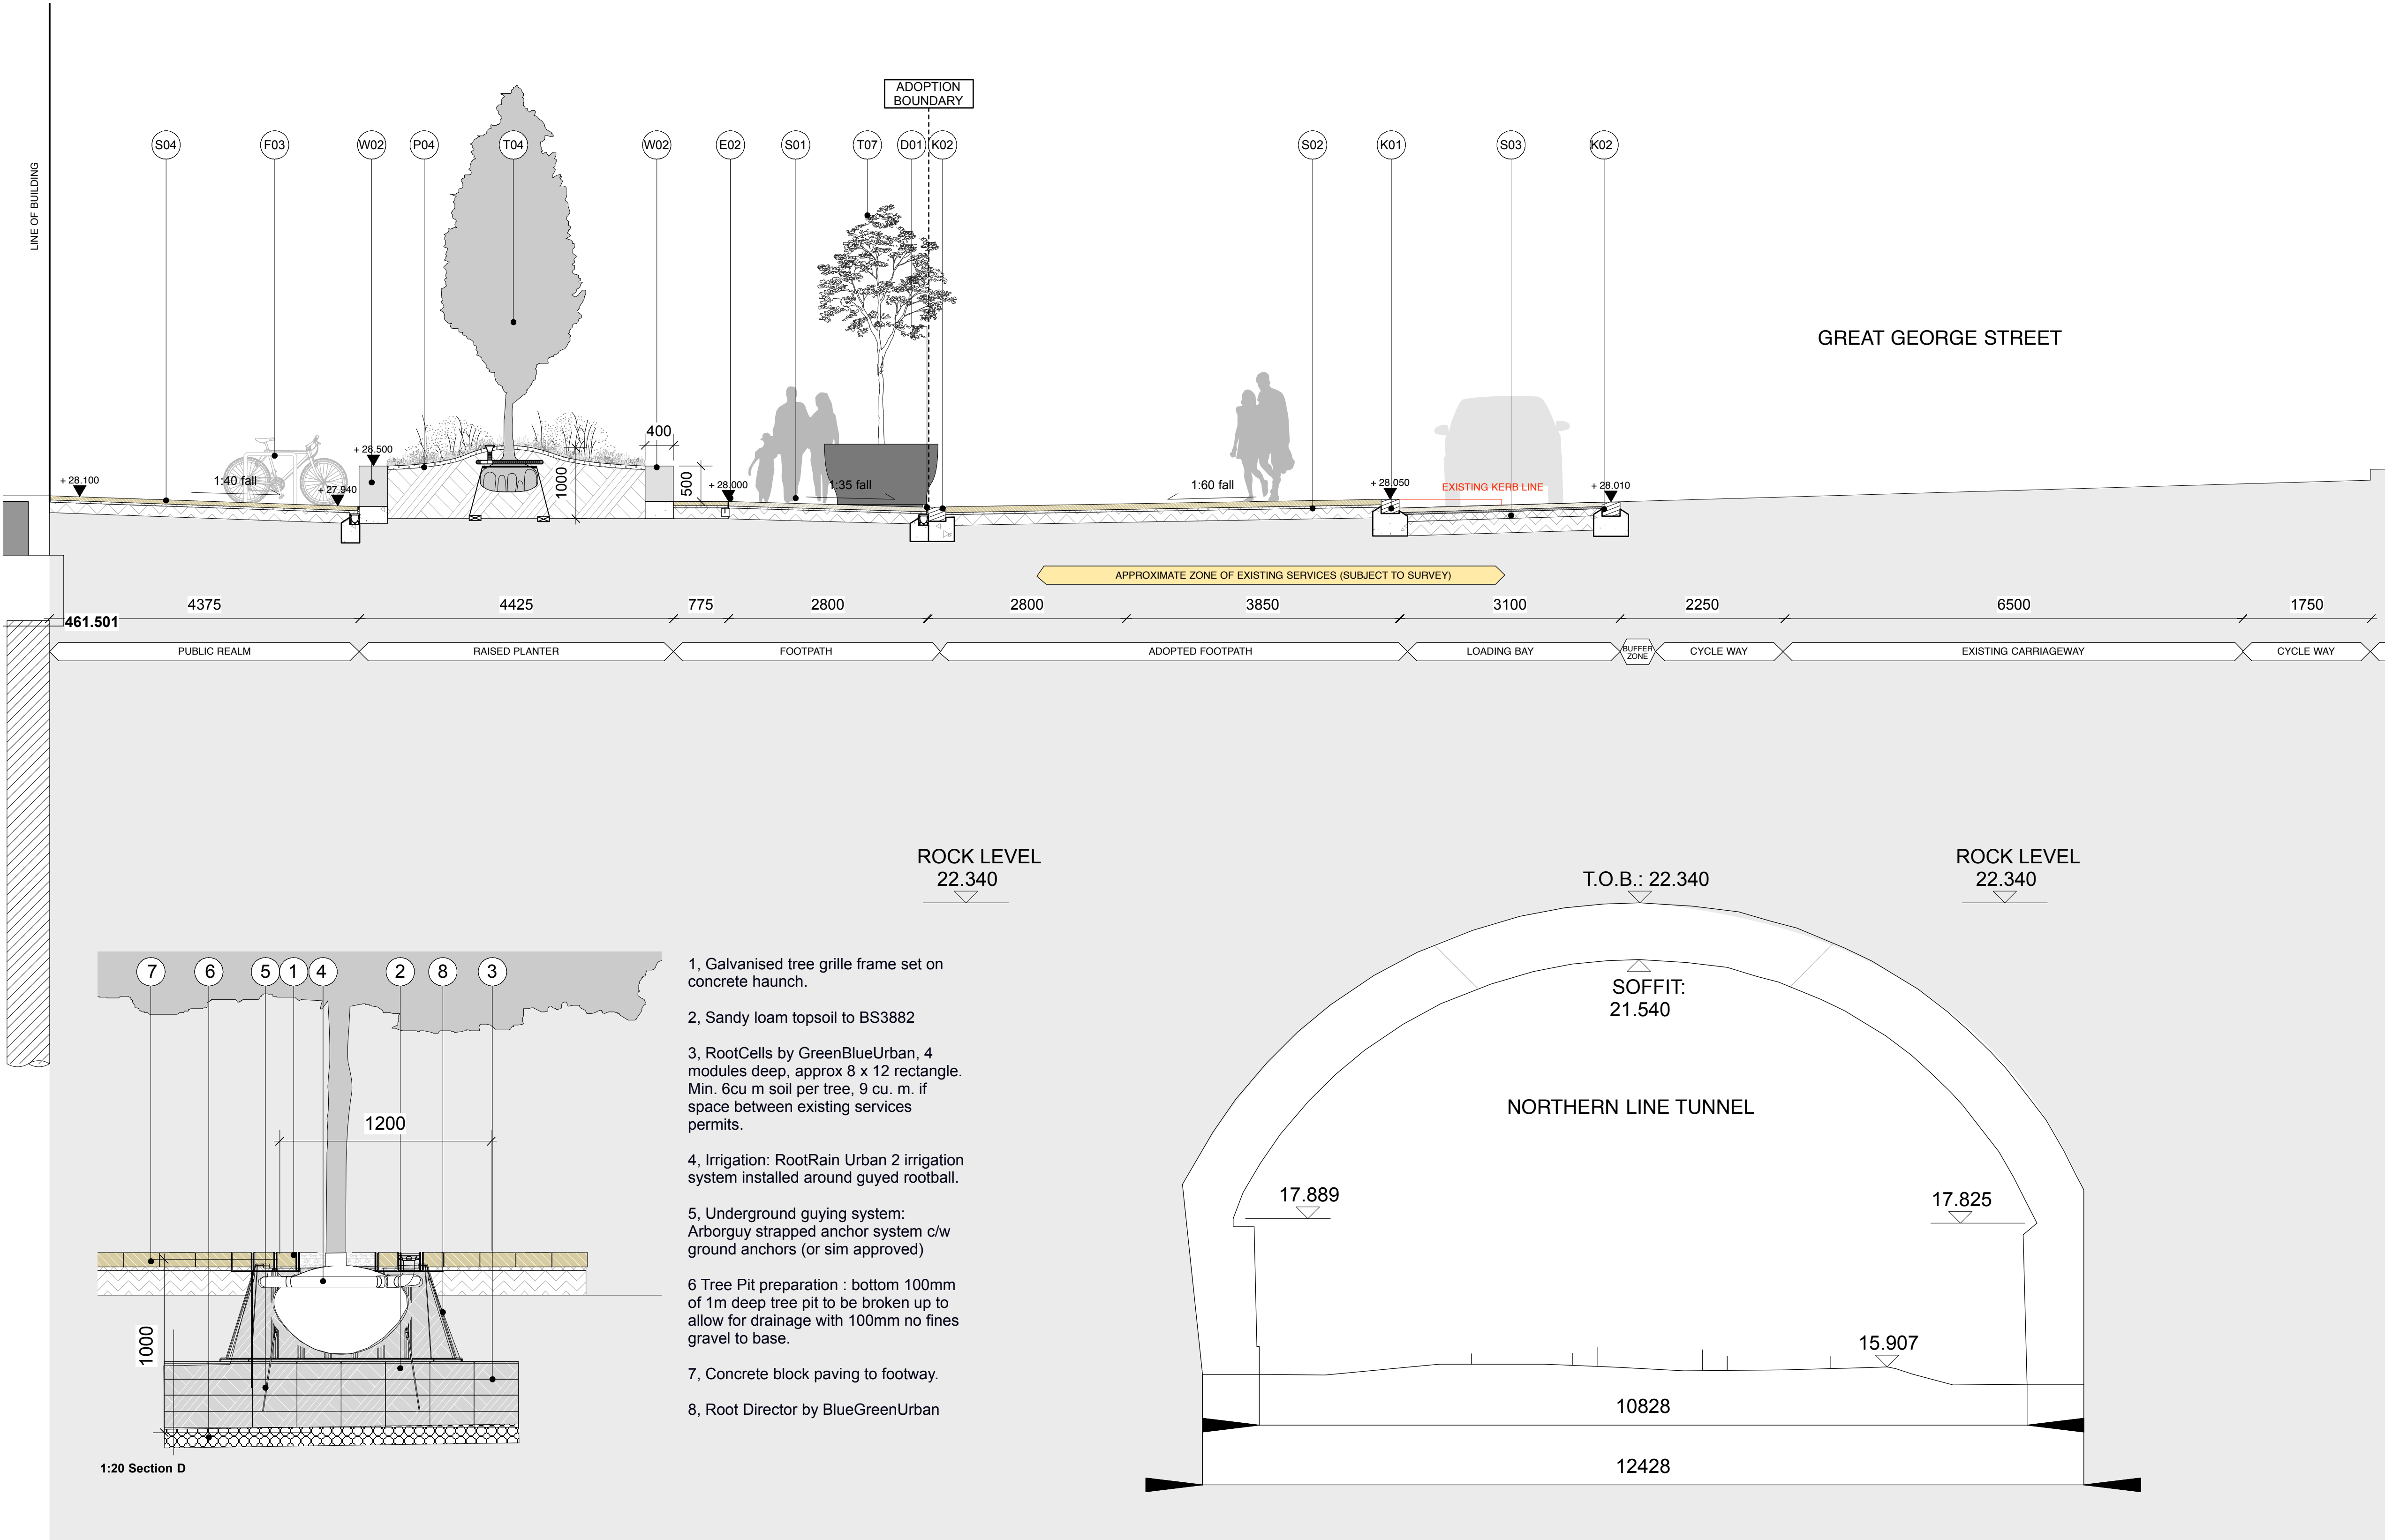 ADOPTION
BOUNDARY
S04
F03
W02
P04
T04
W02
E02
S01
T07
D01
K02
S02
K01
S03
K02
LINE OF BUILDING
GREAT GEORGE STREET
400
+ 28.500
1:40 fall
+ 28.100
+ 27.940
1000
500
+ 28.000
1:35 fall
1:60 fall
+ 28.050
EXISTING KERB LINE
+ 28.010
APPROXIMATE ZONE OF EXISTING SERVICES (SUBJECT TO SURVEY)
4375
4425
775
2800
2800
3850
3100
2250
6500
1750
461.501
PUBLIC REALM
RAISED PLANTER
FOOTPATH
ADOPTED FOOTPATH
LOADING BAY
BUFFER
ZONE
CYCLE WAY
EXISTING CARRIAGEWAY
CYCLE WAY
ROCK LEVEL
22.340
T.O.B.: 22.340
ROCK LEVEL
22.340
SOFFIT:
21.540
NORTHERN LINE TUNNEL
17.889
17.825
15.907
10828
12428
7
6
5
1
4
2
8
3
1200
1000
1:20 Section D
1, Galvanised tree grille frame set on
concrete haunch.
2, Sandy loam topsoil to BS3882
3, RootCells by GreenBlueUrban, 4
modules deep, approx 8 x 12 rectangle.
Min. 6cu m soil per tree, 9 cu. m. if
space between existing services
permits.
4, Irrigation: RootRain Urban 2 irrigation
system installed around guyed rootball.
5, Underground guying system:
Arborguy strapped anchor system c/w
ground anchors (or sim approved)
6 Tree Pit preparation : bottom 100mm
of 1m deep tree pit to be broken up to
allow for drainage with 100mm no fines
gravel to base.
7, Concrete block paving to footway.
8, Root Director by BlueGreenUrban